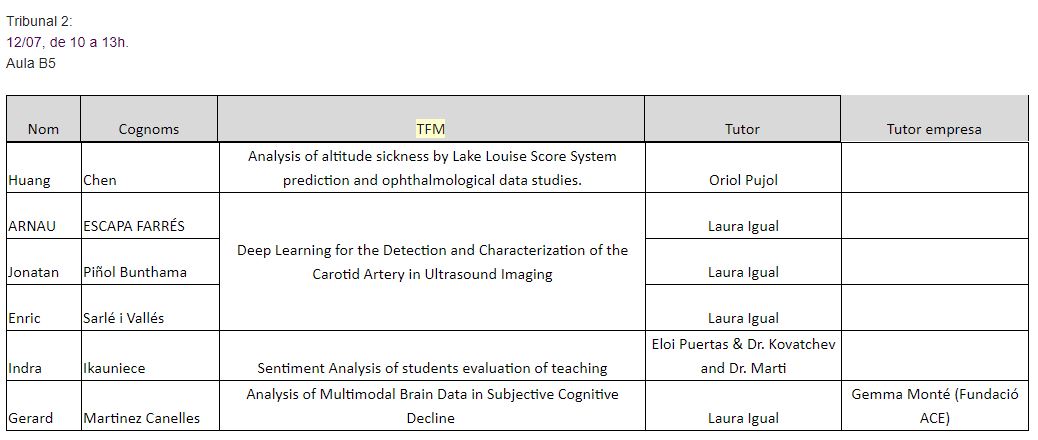 Tribunal 2:
12/07, de 10 a 13h.
Aula B5
Nom Cognoms TFM Tutor Tutor empresa
Huang Chen Analysis of altitude sickness by Lake Louise Score System
prediction and ophthalmological data studies. Oriol Pujol
ARNAU ESCAPA FARRÉS Laura Igual
Deep Learning for the Detection and Characterization of the
Jonatan Piñol Bunthama Carotid Artery in Ultrasound Imaging Laura Igual
Enric Sarlé i Vallés Laura Igual
Indra Ikauniece Sentiment Analysis of students evaluation of teaching Eloi Puertas & Dr. Kovatchev
and Dr. Marti
Gerard Martinez Canelles Analysis of Multimodal Brain Data in Subjective Cognitive
Decline Laura Igual Gemma Monté (Fundació
ACE)